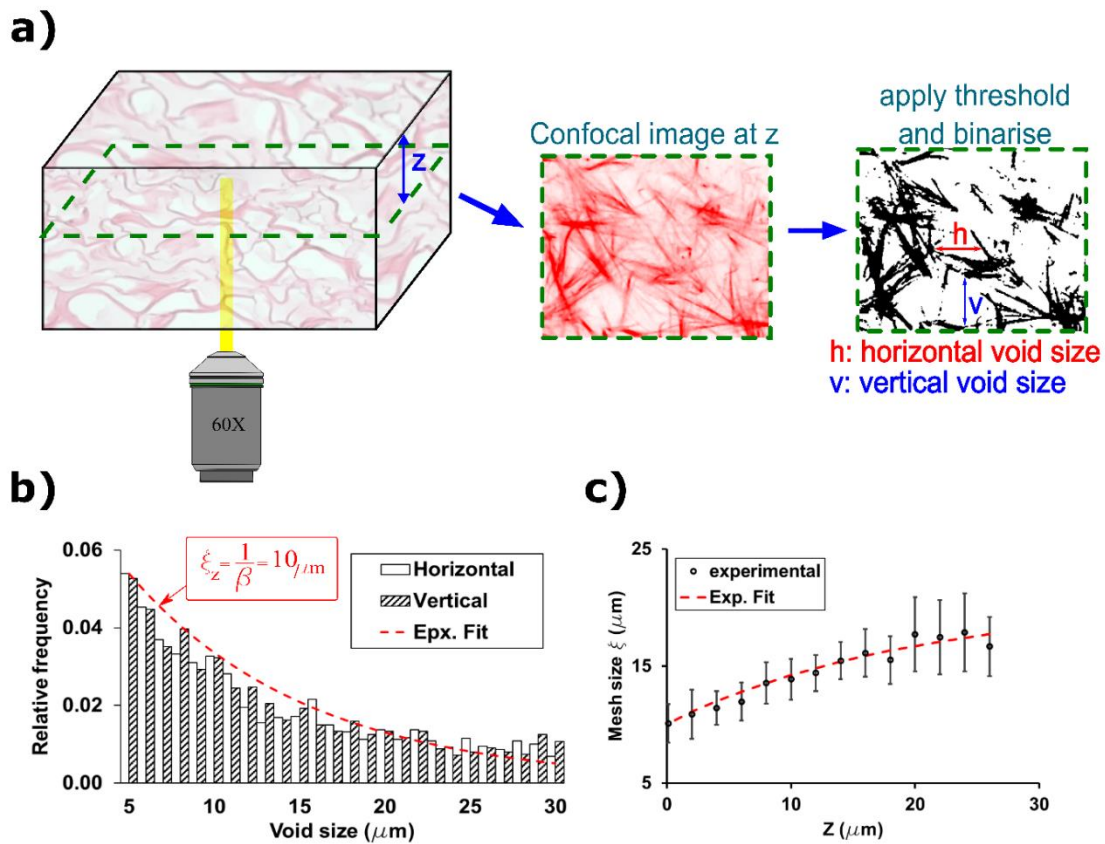 a)
z
60X
Confocal image at z
apply threshold
and binarise
h
v
h: horizontal void size
v: vertical void size
b)
ξz = 1/β = 10 μm
Horizontal
Vertical
Epx. Fit
Relative frequency
0.06
0.04
0.02
0.00
5 10 15 20 25 30
Void size (μm)
c)
experimental
Exp. Fit
Mesh size ξ (μm)
25
15
5
0 10 20 30
Z (μm)